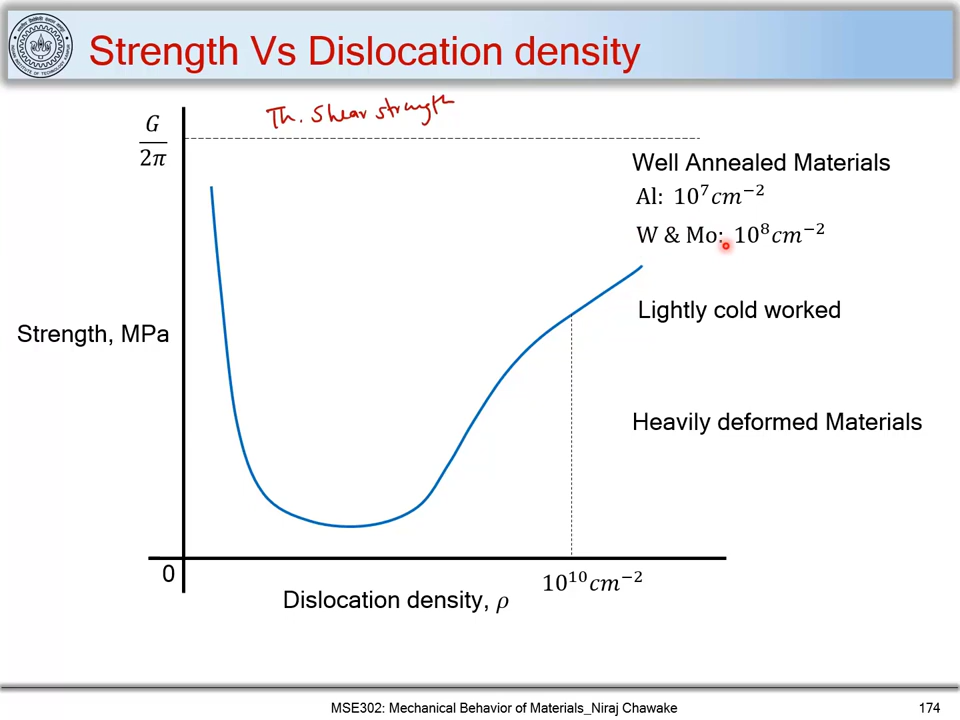 Strength Vs Dislocation density
Th. Shear strength
G
2π
Well Annealed Materials
Al: 10⁷cm⁻²
W & Mo: 10⁸cm⁻²
Lightly cold worked
Strength, MPa
Heavily deformed Materials
0
10¹⁰cm⁻²
Dislocation density, ρ
MSE302: Mechanical Behavior of Materials_Niraj Chawake
174